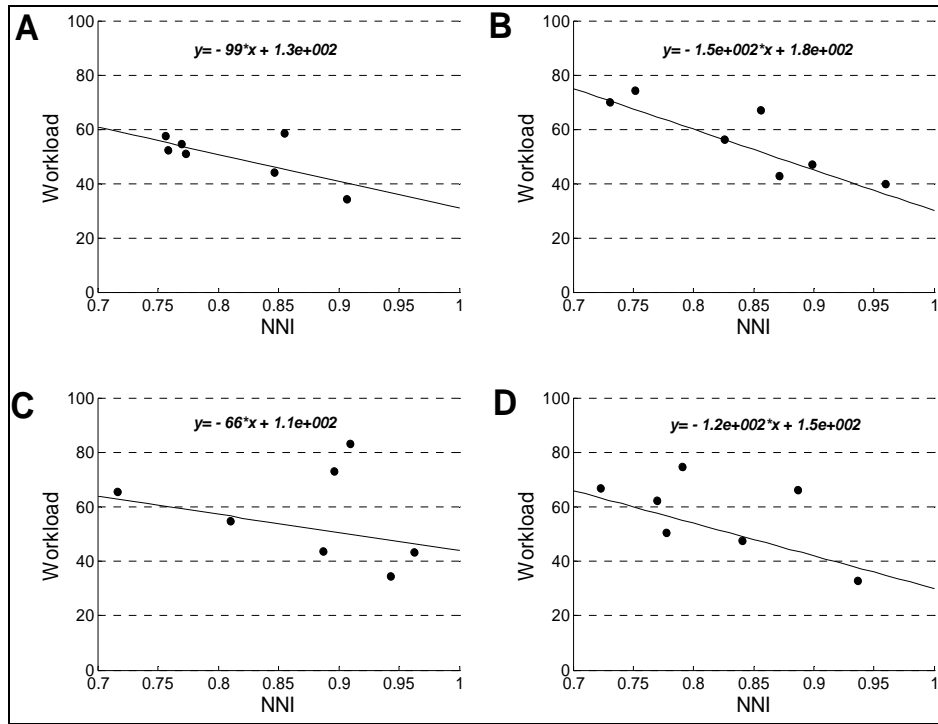 A
y= - 99*x + 1.3e+002
100
80
60
40
20
0
Workload
0.7 0.75 0.8 0.85 0.9 0.95 1
NNI
B
y= - 1.5e+002*x + 1.8e+002
100
80
60
40
20
0
Workload
0.7 0.75 0.8 0.85 0.9 0.95 1
NNI
C
y= - 66*x + 1.1e+002
100
80
60
40
20
0
Workload
0.7 0.75 0.8 0.85 0.9 0.95 1
NNI
D
y= - 1.2e+002*x + 1.5e+002
100
80
60
40
20
0
Workload
0.7 0.75 0.8 0.85 0.9 0.95 1
NNI